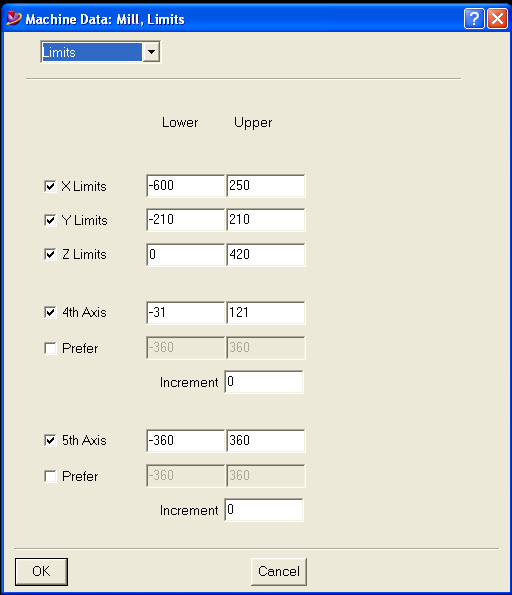 Machine Data: Mill, Limits
Limits
Lower Upper
X Limits -600 250
Y Limits -210 210
Z Limits 0 420
4th Axis -31 121
Prefer -360 360
Increment 0
5th Axis -360 360
Prefer -360 360
Increment 0
OK Cancel